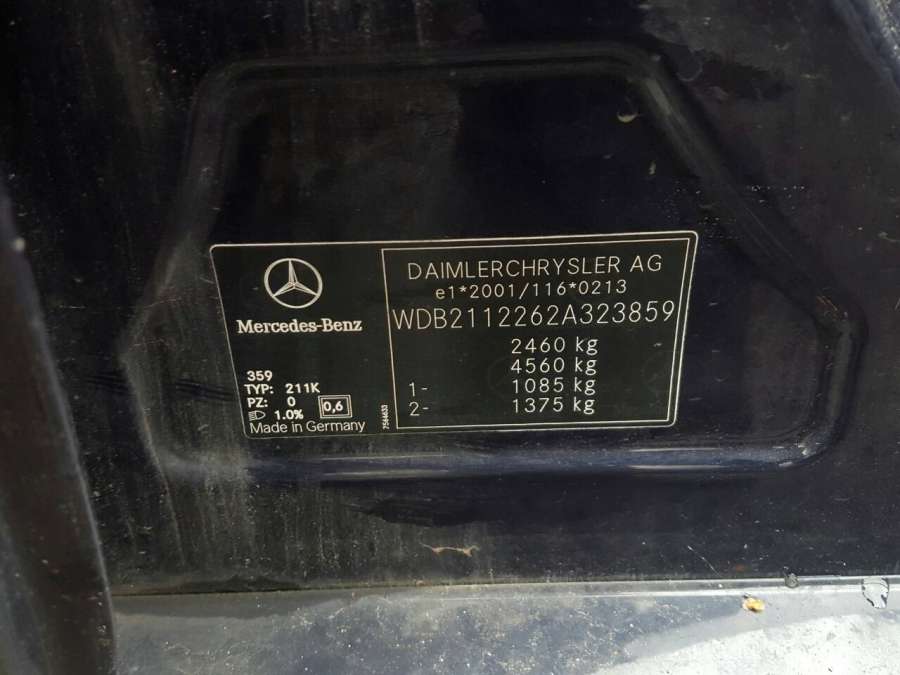 Mercedes-Benz
359
TYP: 211K
PZ: 0
1.0% 0,6
Made in Germany
7584633
DAIMLERCHRYSLER AG
e1*2001/116*0213
WDB2112262A323859
2460 kg
4560 kg
1- 1085 kg
2- 1375 kg